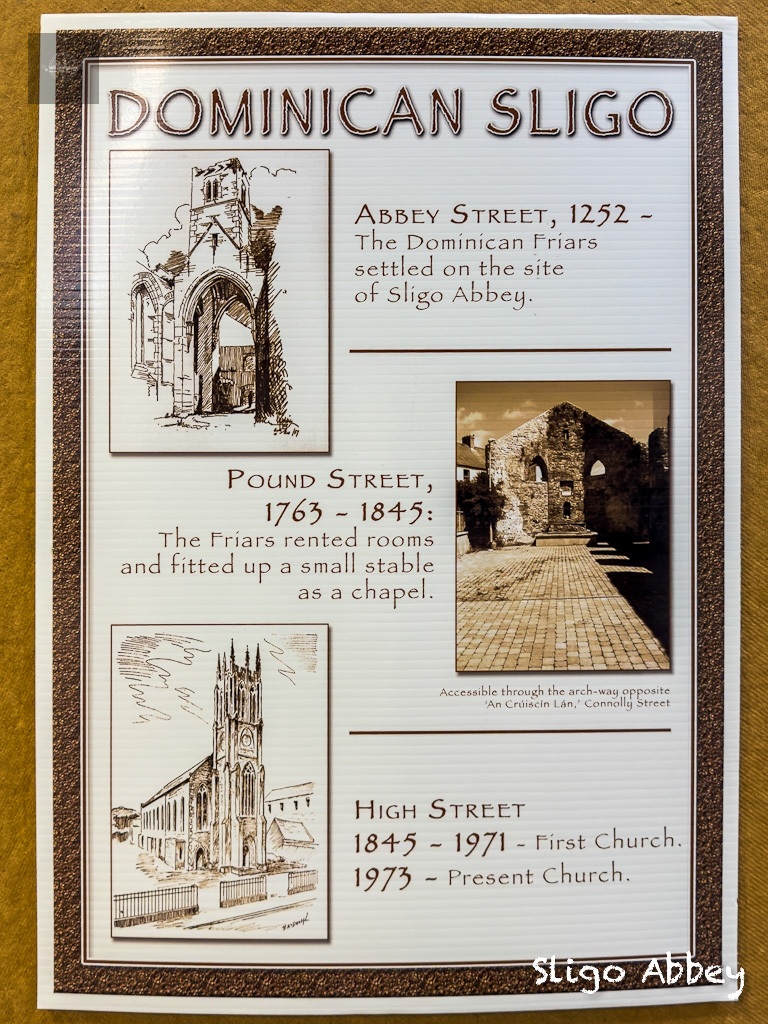 DOMINICAN SLIGO
ABBEY STREET, 1252 -
The Dominican Friars
settled on the site
of Sligo Abbey.
POUND STREET,
1763 - 1845:
The Friars rented rooms
and fitted up a small stable
as a chapel.
Accessible through the arch-way opposite
'An Crúiscín Lán,' Connolly Street
HIGH STREET
1845 - 1971 - First Church.
1973 - Present Church.
Sligo Abbey